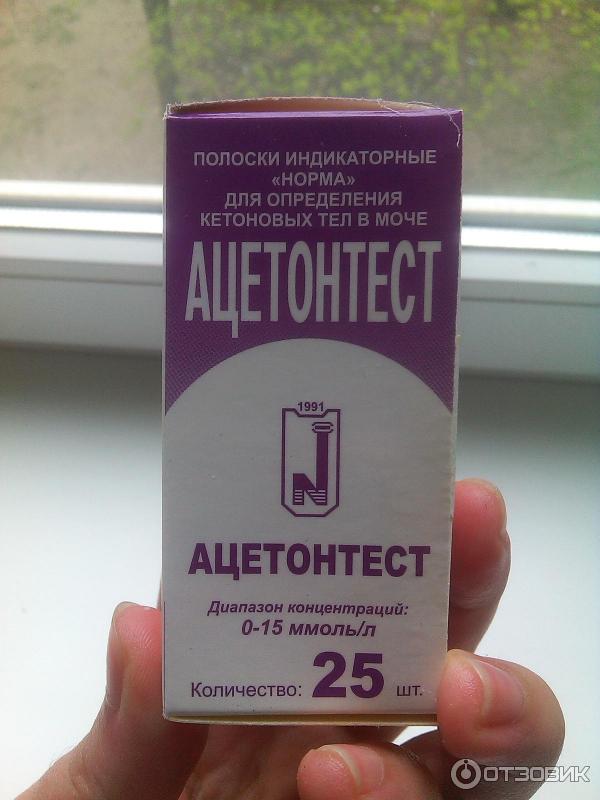 ПОЛОСКИ ИНДИКАТОРНЫЕ
«НОРМА»
ДЛЯ ОПРЕДЕЛЕНИЯ
КЕТОНОВЫХ ТЕЛ В МОЧЕ
АЦЕТОНТЕСТ
1991
N
АЦЕТОНТЕСТ
Диапазон концентраций:
0-15 ммоль/л
Количество: 25 шт.
ОТЗОВИК